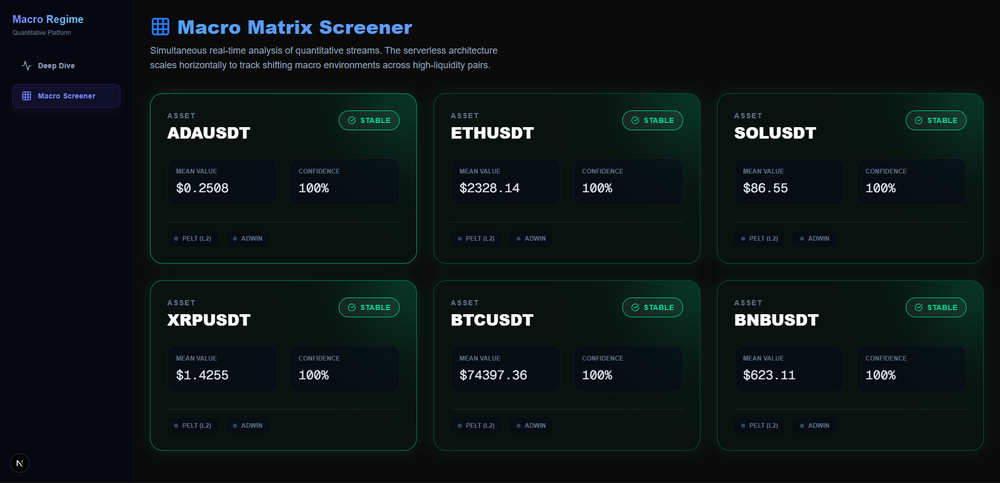 Macro Regime
Quantitative Platform
Deep Dive
Macro Screener
Macro Matrix Screener
Simultaneous real-time analysis of quantitative streams. The serverless architecture
scales horizontally to track shifting macro environments across high-liquidity pairs.
ASSET
ADAUSDT
STABLE
MEAN VALUE
$0.2508
CONFIDENCE
100%
PELT (L2)
ADWIN
ASSET
ETHUSDT
STABLE
MEAN VALUE
$2328.14
CONFIDENCE
100%
PELT (L2)
ADWIN
ASSET
SOLUSDT
STABLE
MEAN VALUE
$86.55
CONFIDENCE
100%
PELT (L2)
ADWIN
ASSET
XRPUSDT
STABLE
MEAN VALUE
$1.4255
CONFIDENCE
100%
PELT (L2)
ADWIN
ASSET
BTCUSDT
STABLE
MEAN VALUE
$74397.36
CONFIDENCE
100%
PELT (L2)
ADWIN
ASSET
BNBUSDT
STABLE
MEAN VALUE
$623.11
CONFIDENCE
100%
PELT (L2)
ADWIN
N